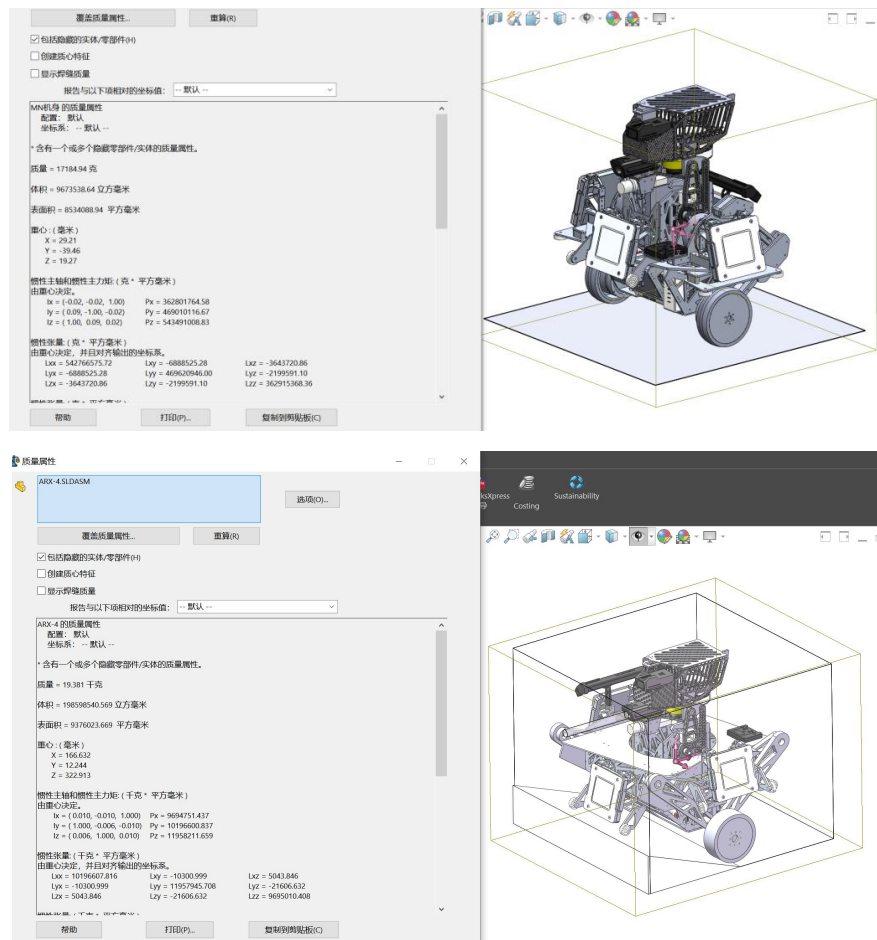 覆盖质量属性...
重算(R)
包括隐藏的实体/零部件(H)
创建质心特征
显示焊缝质量
报告与以下项相对的坐标值： -- 默认 --
MN机身 的质量属性
配置： 默认
坐标系： -- 默认 --
* 含有一个或多个隐藏零部件/实体的质量属性。
质量 = 17184.94 克
体积 = 9673538.64 立方毫米
表面积 = 8534088.94 平方毫米
重心 : ( 毫米 )
X = 29.21
Y = -39.46
Z = 19.27
惯性主轴和惯性主力矩: ( 克 * 平方毫米 )
由重心决定。
Ix = (-0.02, -0.02, 1.00) Px = 362801764.58
Iy = ( 0.09, -1.00, -0.02) Py = 469010116.67
Iz = ( 1.00, 0.09, 0.02) Pz = 543491008.83
惯性张量: ( 克 * 平方毫米 )
由重心决定，并且对齐输出的坐标系。
Lxx = 542766575.72 Lxy = -6888525.28 Lxz = -3643720.86
Lyx = -6888525.28 Lyy = 469620946.00 Lyz = -2199591.10
Lzx = -3643720.86 Lzy = -2199591.10 Lzz = 362915368.36
帮助 打印(P)... 复制到剪贴板(C)
质量属性
ARX-4.SLDASM
选项(O)...
覆盖质量属性...
重算(R)
包括隐藏的实体/零部件(H)
创建质心特征
显示焊缝质量
报告与以下项相对的坐标值： -- 默认 --
ARX-4 的质量属性
配置： 默认
坐标系： -- 默认 --
* 含有一个或多个隐藏零部件/实体的质量属性。
质量 = 19.381 千克
体积 = 198598540.569 立方毫米
表面积 = 9376023.669 平方毫米
重心 : ( 毫米 )
X = 166.632
Y = 12.244
Z = 322.913
惯性主轴和惯性主力矩: ( 千克 * 平方毫米 )
由重心决定。
Ix = ( 0.010, -0.010, 1.000) Px = 9694751.437
Iy = ( 1.000, -0.006, -0.010) Py = 10196600.837
Iz = ( 0.006, 1.000, 0.010) Pz = 11958211.659
惯性张量: ( 千克 * 平方毫米 )
由重心决定，并且对齐输出的坐标系。
Lxx = 10196607.816 Lxy = -10300.999 Lxz = 5043.846
Lyx = -10300.999 Lyy = 11957945.708 Lyz = -21606.632
Lzx = 5043.846 Lzy = -21606.632 Lzz = 9695010.408
帮助 打印(P)... 复制到剪贴板(C)
ksXpress
Costing
Sustainability